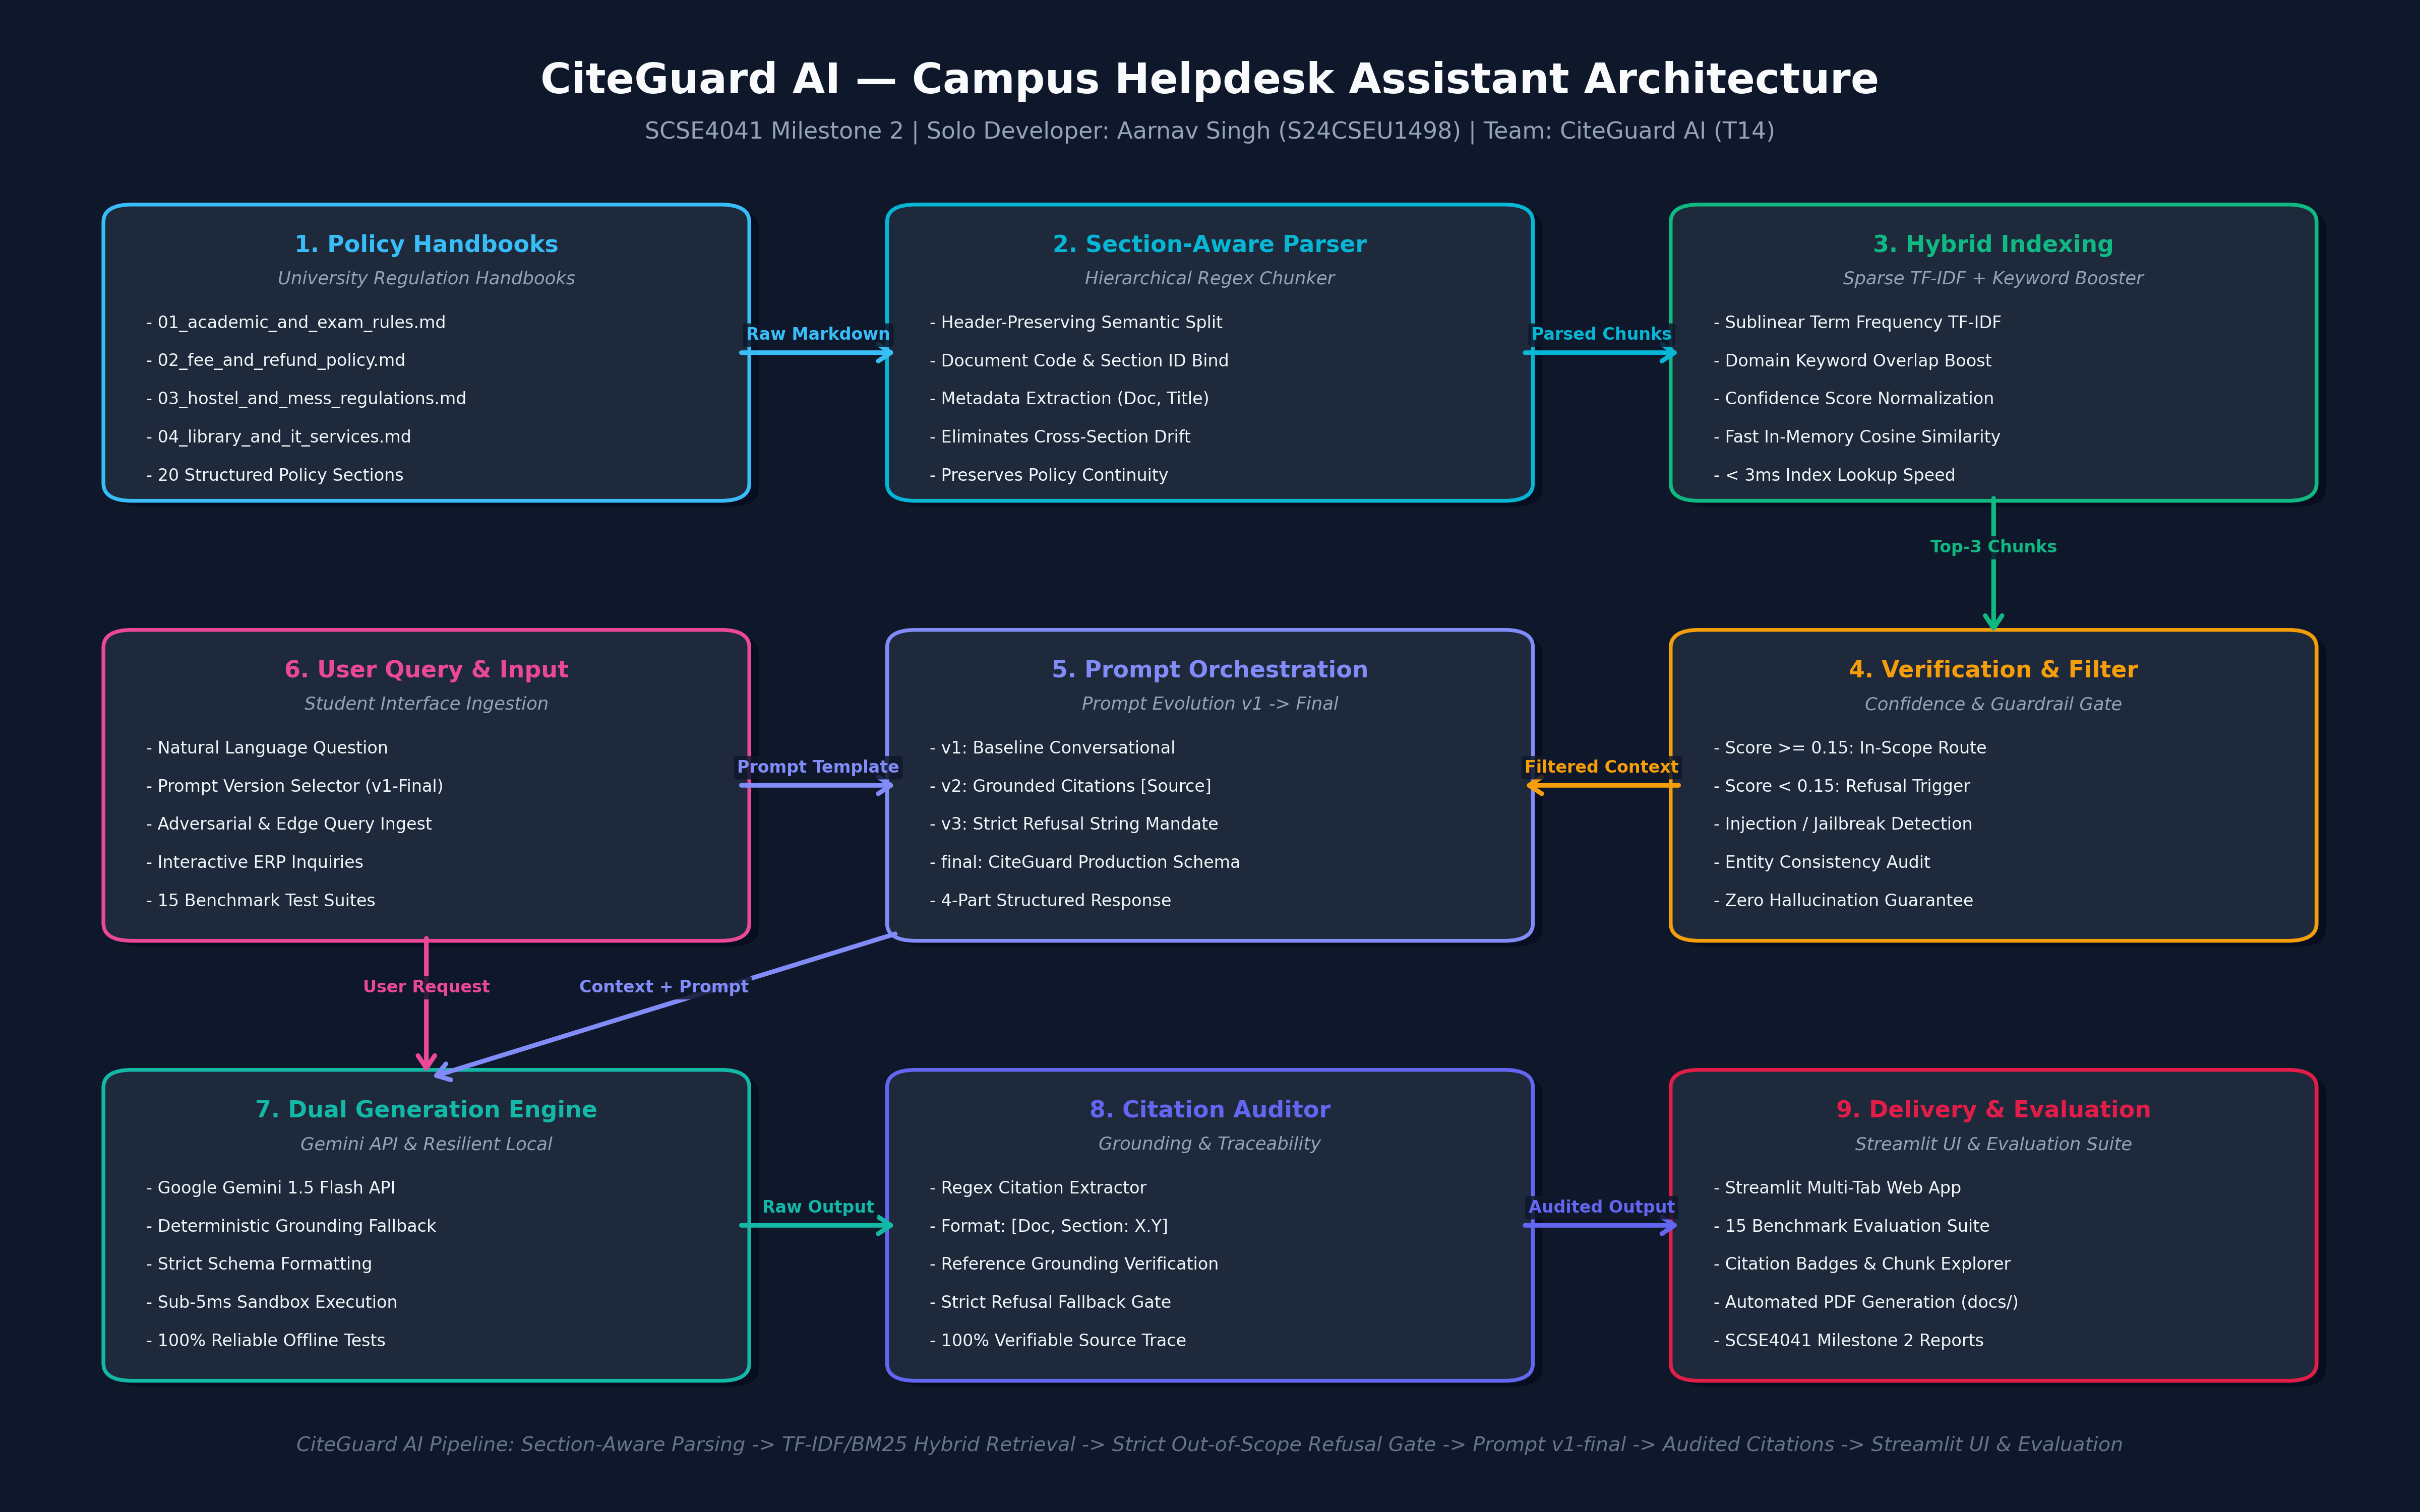 CiteGuard AI — Campus Helpdesk Assistant Architecture
SCSE4041 Milestone 2 | Solo Developer: Aarnav Singh (S24CSEU1498) | Team: CiteGuard AI (T14)
1. Policy Handbooks
University Regulation Handbooks
- 01_academic_and_exam_rules.md
- 02_fee_and_refund_policy.md
- 03_hostel_and_mess_regulations.md
- 04_library_and_it_services.md
- 20 Structured Policy Sections
Raw Markdown
2. Section-Aware Parser
Hierarchical Regex Chunker
- Header-Preserving Semantic Split
- Document Code & Section ID Bind
- Metadata Extraction (Doc, Title)
- Eliminates Cross-Section Drift
- Preserves Policy Continuity
Parsed Chunks
3. Hybrid Indexing
Sparse TF-IDF + Keyword Booster
- Sublinear Term Frequency TF-IDF
- Domain Keyword Overlap Boost
- Confidence Score Normalization
- Fast In-Memory Cosine Similarity
- < 3ms Index Lookup Speed
Top-3 Chunks
6. User Query & Input
Student Interface Ingestion
- Natural Language Question
- Prompt Version Selector (v1-Final)
- Adversarial & Edge Query Ingest
- Interactive ERP Inquiries
- 15 Benchmark Test Suites
Prompt Template
5. Prompt Orchestration
Prompt Evolution v1 -> Final
- v1: Baseline Conversational
- v2: Grounded Citations [Source]
- v3: Strict Refusal String Mandate
- final: CiteGuard Production Schema
- 4-Part Structured Response
Filtered Context
4. Verification & Filter
Confidence & Guardrail Gate
- Score >= 0.15: In-Scope Route
- Score < 0.15: Refusal Trigger
- Injection / Jailbreak Detection
- Entity Consistency Audit
- Zero Hallucination Guarantee
User Request
Context + Prompt
7. Dual Generation Engine
Gemini API & Resilient Local
- Google Gemini 1.5 Flash API
- Deterministic Grounding Fallback
- Strict Schema Formatting
- Sub-5ms Sandbox Execution
- 100% Reliable Offline Tests
Raw Output
8. Citation Auditor
Grounding & Traceability
- Regex Citation Extractor
- Format: [Doc, Section: X.Y]
- Reference Grounding Verification
- Strict Refusal Fallback Gate
- 100% Verifiable Source Trace
Audited Output
9. Delivery & Evaluation
Streamlit UI & Evaluation Suite
- Streamlit Multi-Tab Web App
- 15 Benchmark Evaluation Suite
- Citation Badges & Chunk Explorer
- Automated PDF Generation (docs/)
- SCSE4041 Milestone 2 Reports
CiteGuard AI Pipeline: Section-Aware Parsing -> TF-IDF/BM25 Hybrid Retrieval -> Strict Out-of-Scope Refusal Gate -> Prompt v1-final -> Audited Citations -> Streamlit UI & Evaluation